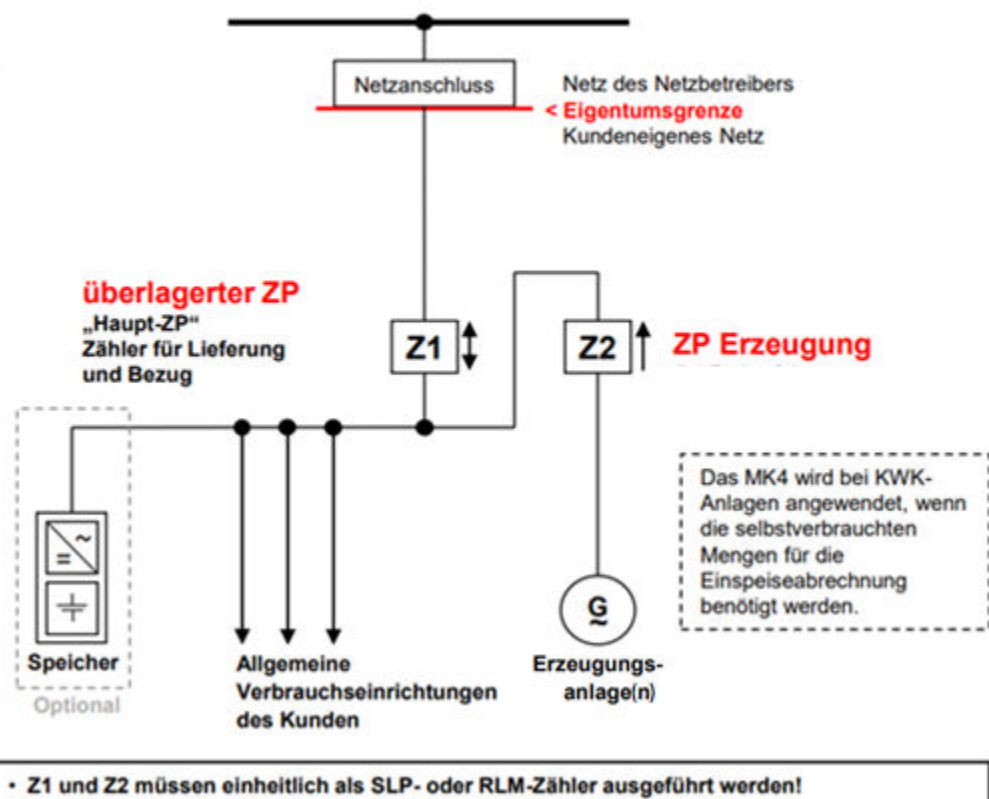 Netzanschluss
Netz des Netzbetreibers
< Eigentumsgrenze
Kundeneigenes Netz
überlagerter ZP
„Haupt-ZP“
Zähler für Lieferung
und Bezug
Z1
Z2
ZP Erzeugung
Das MK4 wird bei KWK-
Anlagen angewendet, wenn
die selbstverbrauchten
Mengen für die
Einspeiseabrechnung
benötigt werden.
~
=
G
~
Speicher
Optional
Allgemeine
Verbrauchseinrichtungen
des Kunden
Erzeugungs-
anlage(n)
• Z1 und Z2 müssen einheitlich als SLP- oder RLM-Zähler ausgeführt werden!